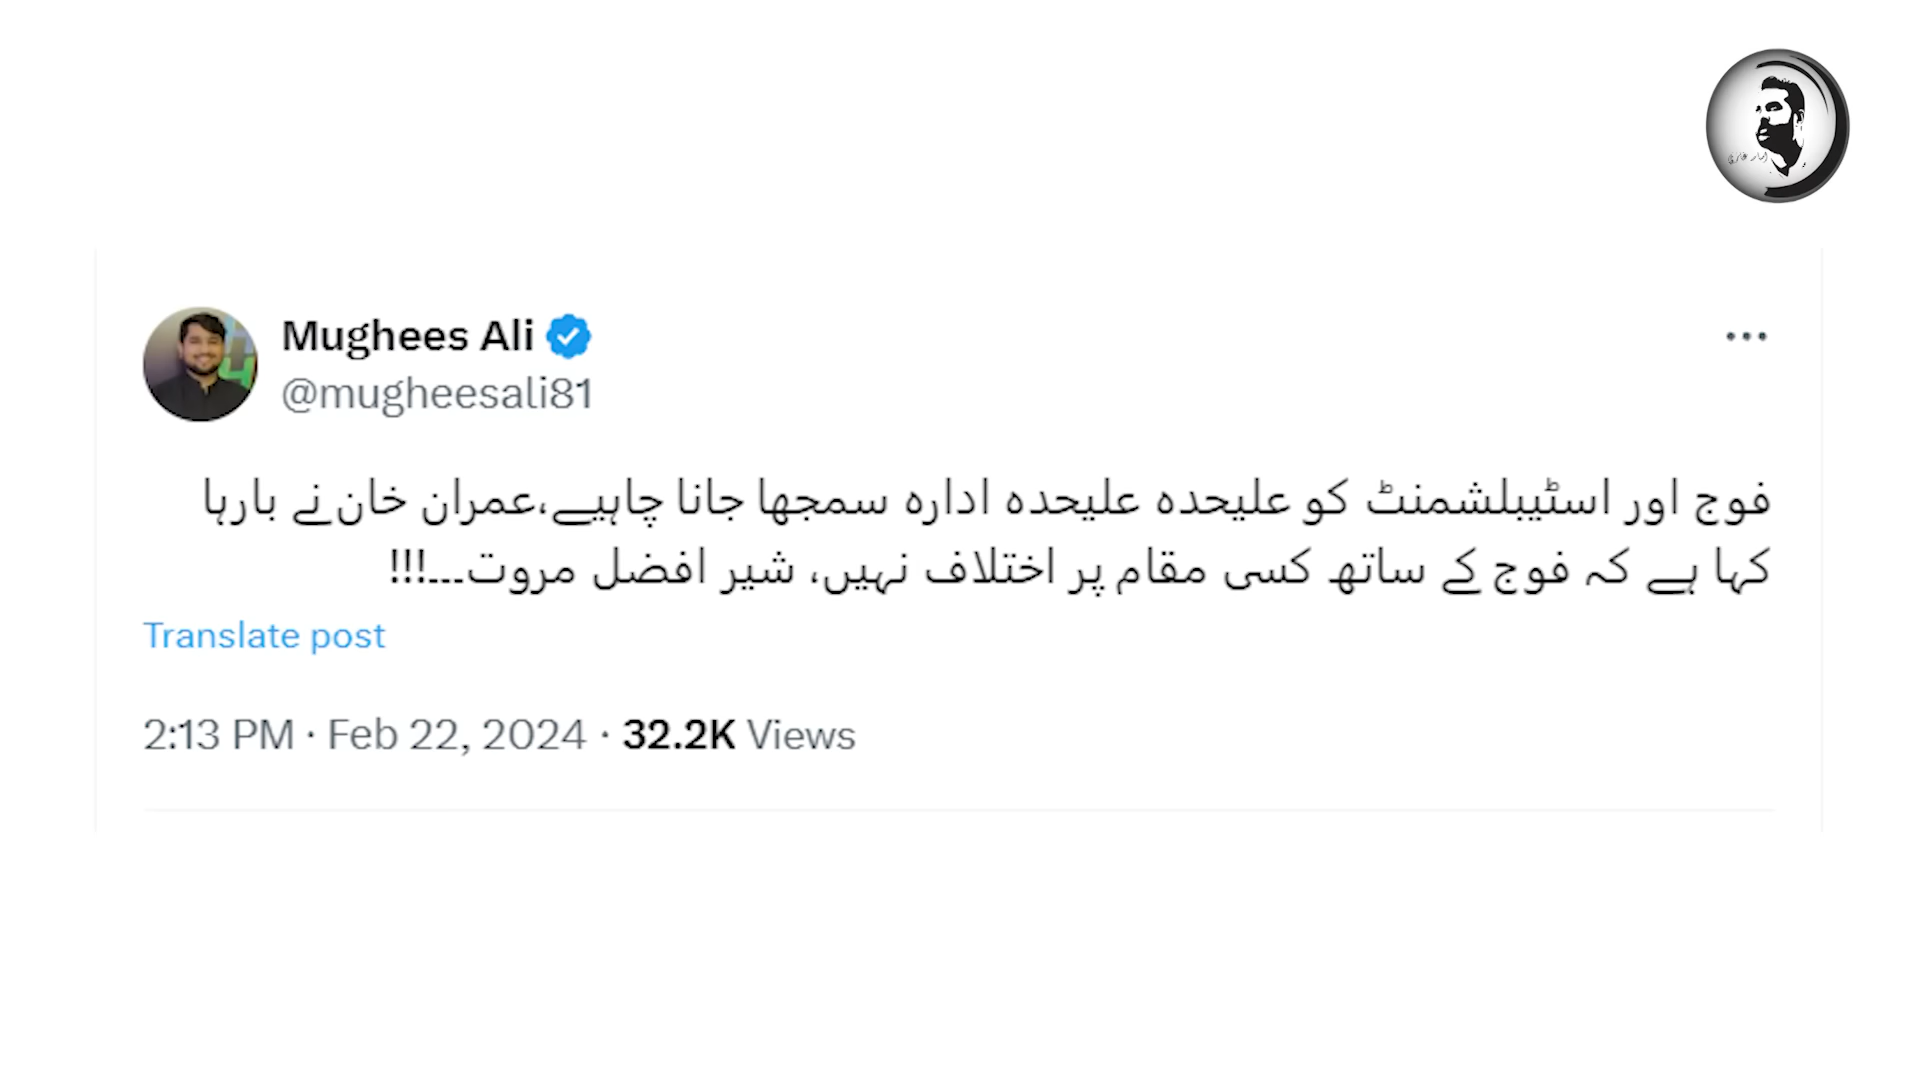 Mughees Ali
@mugheesali81
فوج اور اسٹیبلشمنٹ کو علیحدہ علیحدہ ادارہ سمجھا جانا چاہیے،عمران خان نے بارہا
کہا ہے کہ فوج کے ساتھ کسی مقام پر اختلاف نہیں، شیر افضل مروت۔۔۔!!!
Translate post
2:13 PM · Feb 22, 2024 · 32.2K Views